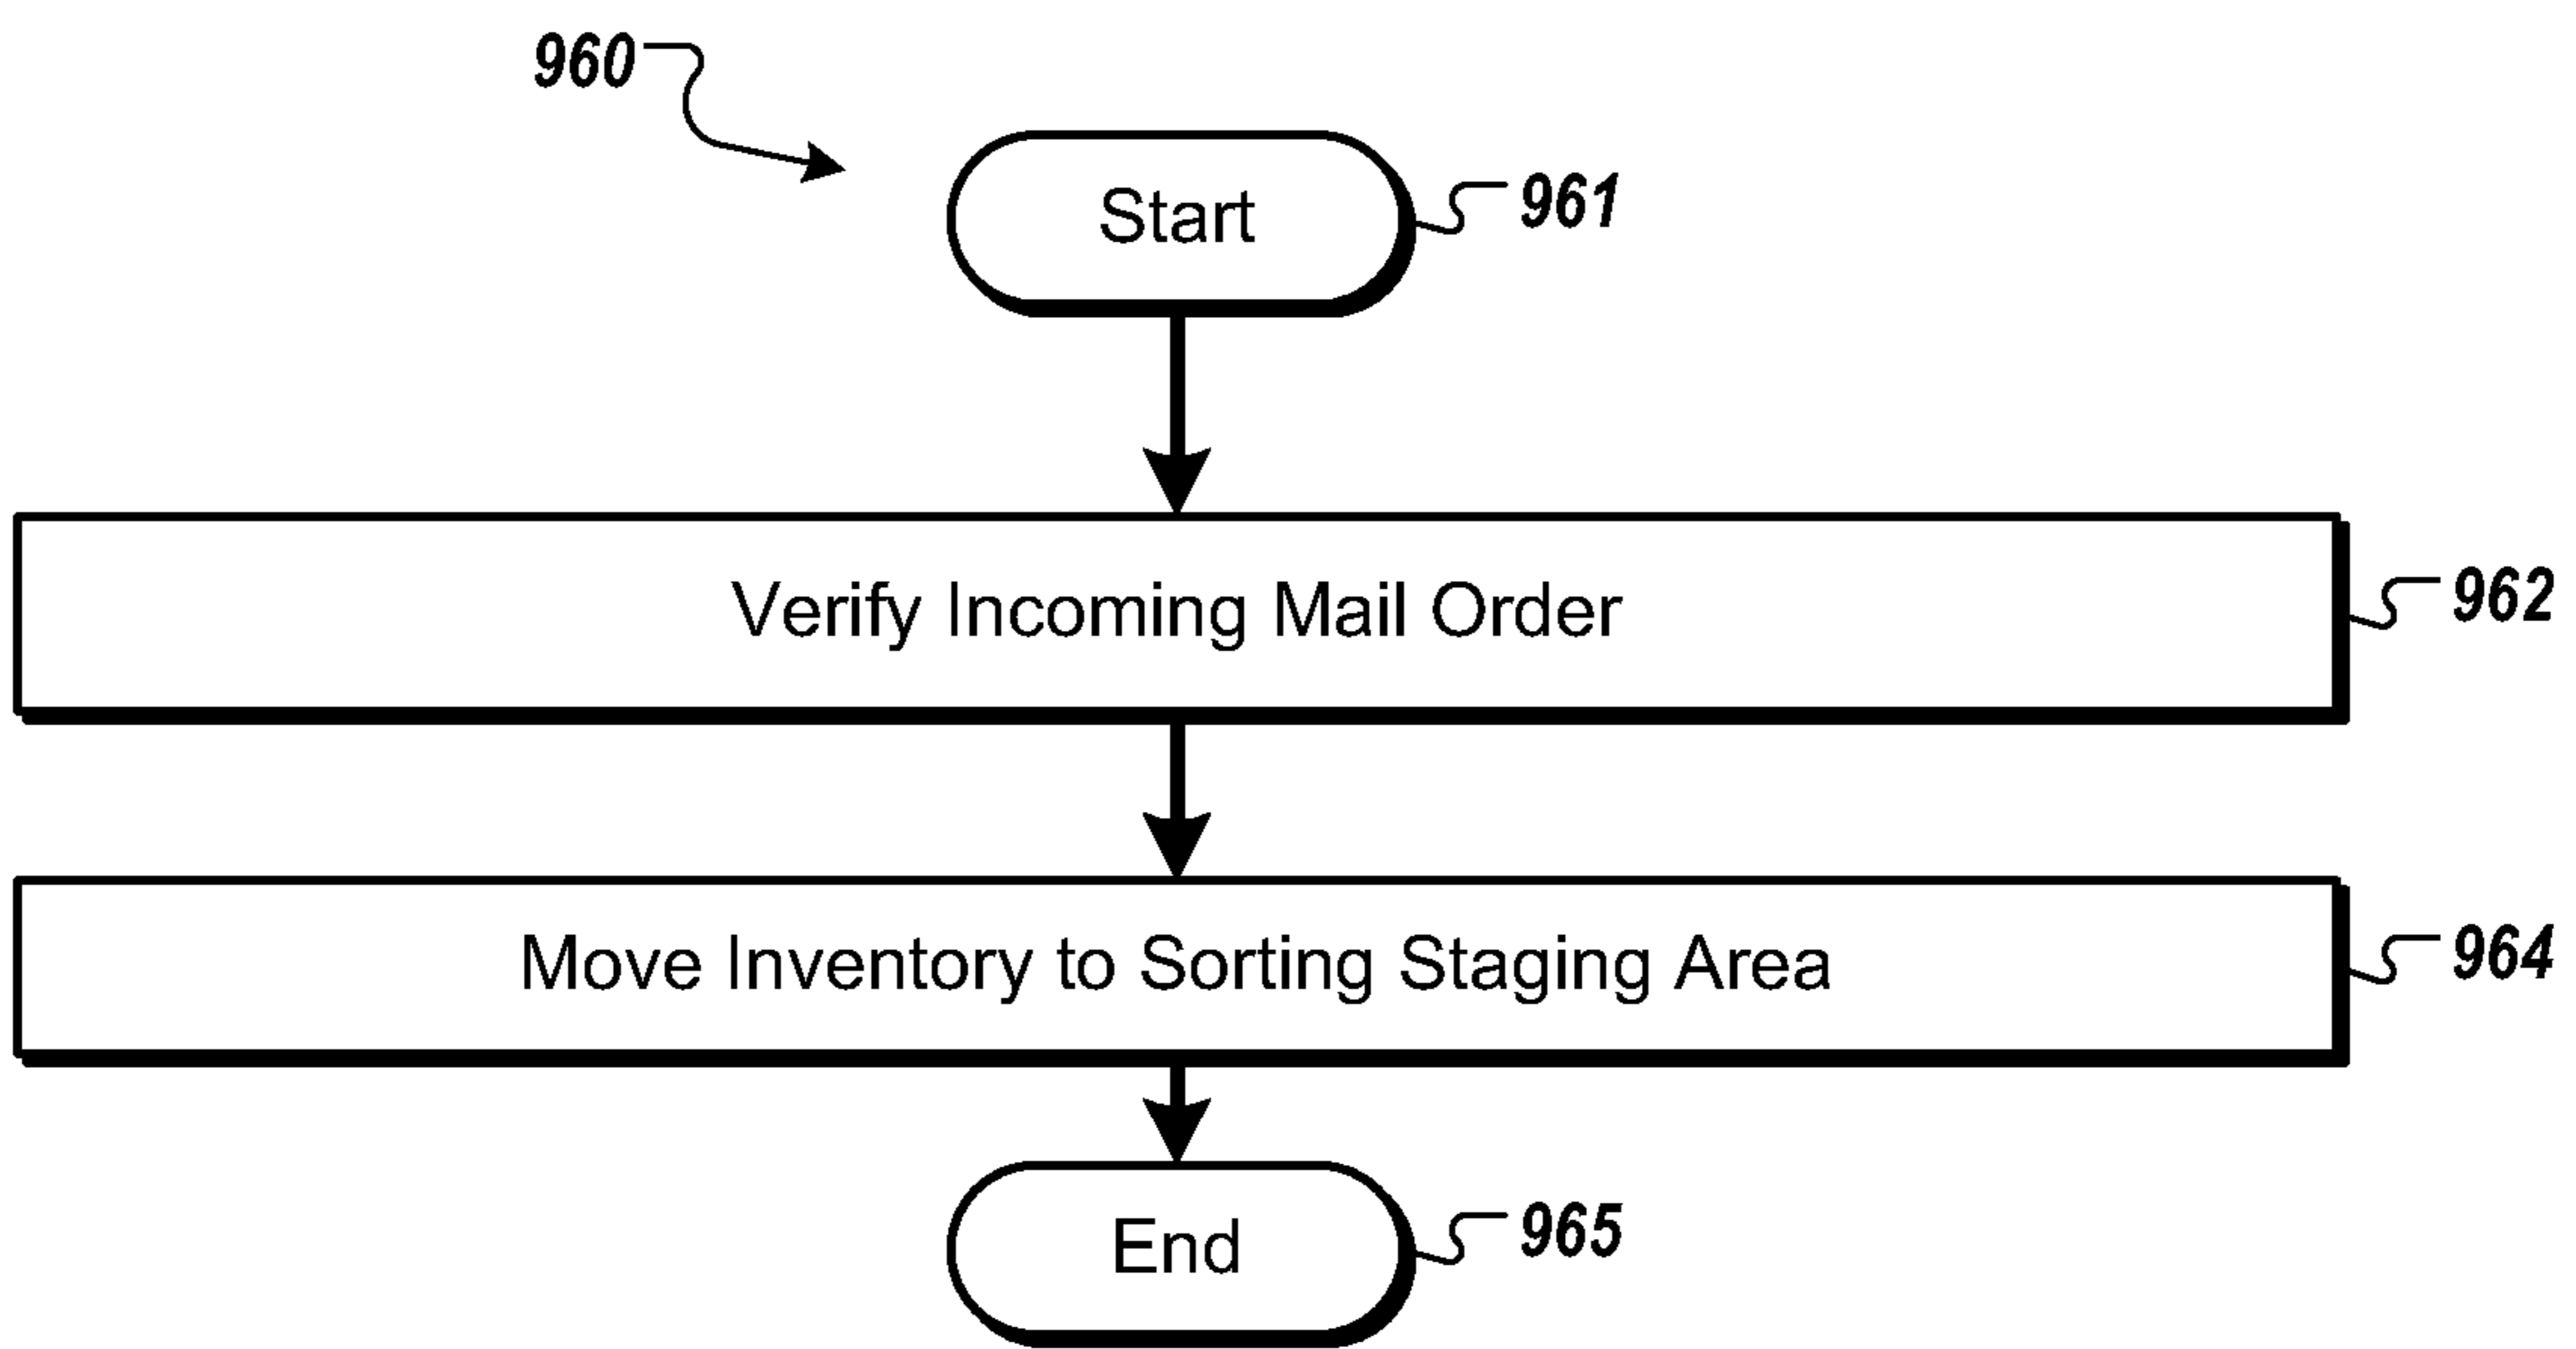 960
Start
961
Verify Incoming Mail Order
962
Move Inventory to Sorting Staging Area
964
End
965